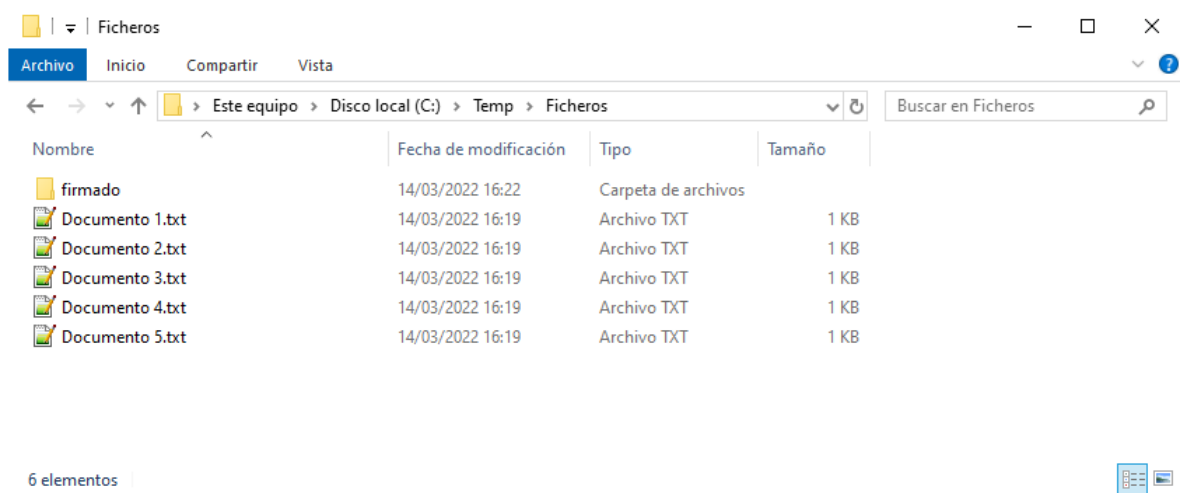 Ficheros
Archivo Inicio Compartir Vista
Este equipo > Disco local (C:) > Temp > Ficheros Buscar en Ficheros
Nombre Fecha de modificación Tipo Tamaño
firmado 14/03/2022 16:22 Carpeta de archivos
Documento 1.txt 14/03/2022 16:19 Archivo TXT 1 KB
Documento 2.txt 14/03/2022 16:19 Archivo TXT 1 KB
Documento 3.txt 14/03/2022 16:19 Archivo TXT 1 KB
Documento 4.txt 14/03/2022 16:19 Archivo TXT 1 KB
Documento 5.txt 14/03/2022 16:19 Archivo TXT 1 KB
6 elementos